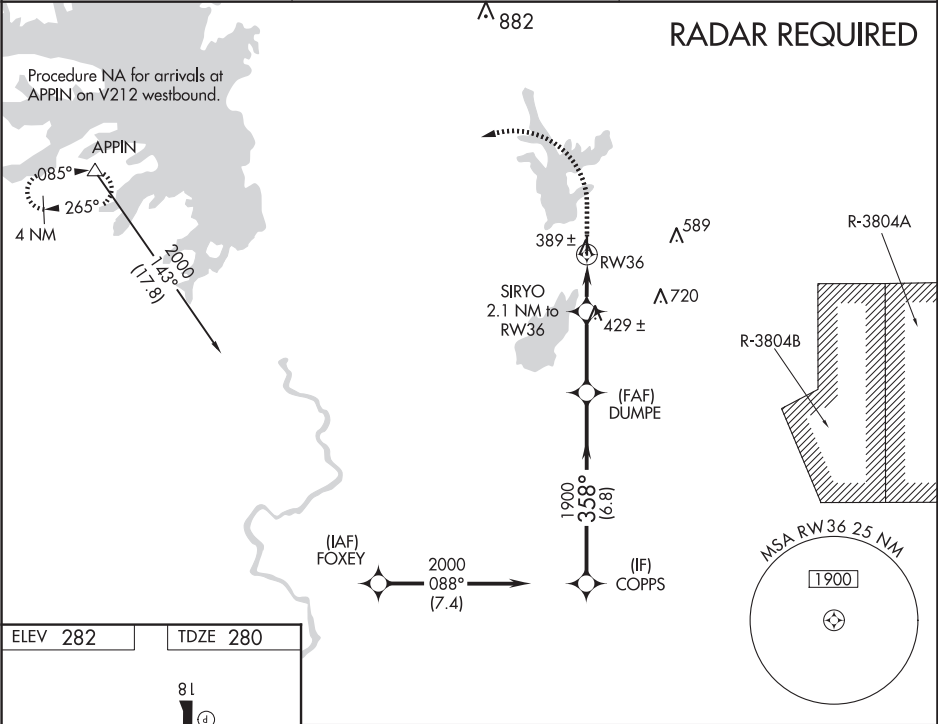 882
RADAR REQUIRED
Procedure NA for arrivals at
APPIN on V212 westbound.
APPIN
085°
265°
4 NM
2000
143°
(17.8)
389 ±
RW36
589
720
SIRYO
2.1 NM to
RW36
429 ±
R-3804A
R-3804B
(FAF)
DUMPE
1900
358°
(6.8)
(IAF)
FOXEY
2000
088°
(7.4)
(IF)
COPPS
MSA RW36 25 NM
1900
ELEV 282
TDZE 280
18
P